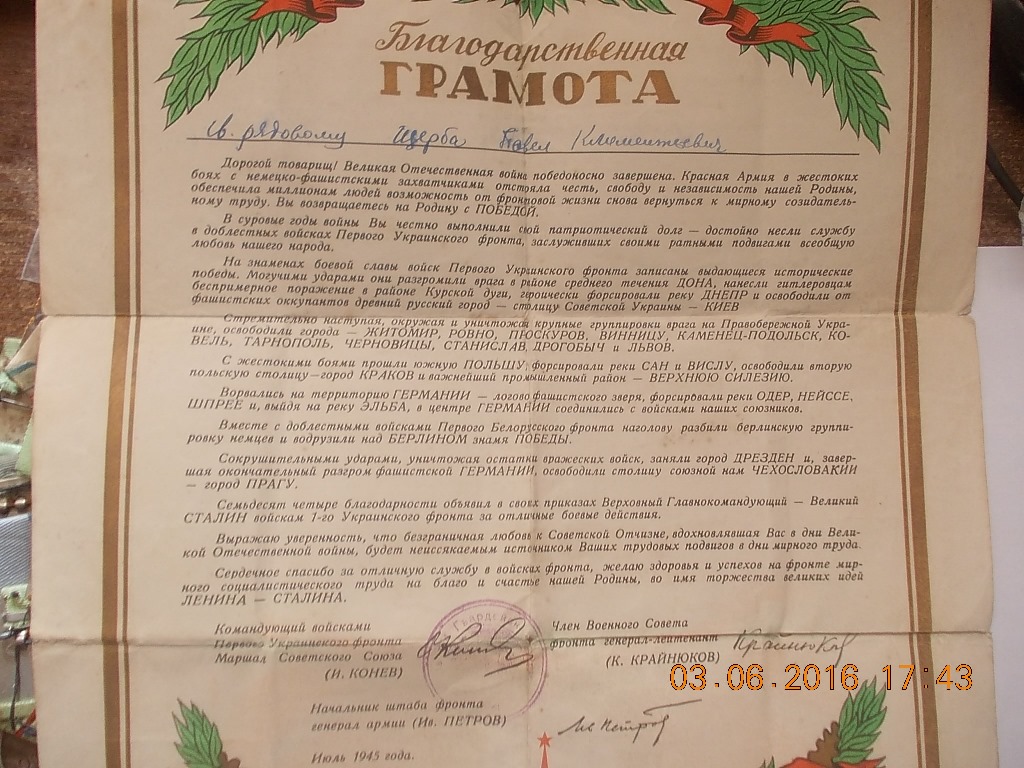 Благодарственная
ГРАМОТА
гв. рядовому Щерба Павел Климентиевич
Дорогой товарищ! Великая Отечественная война победоносно завершена. Красная Армия в жестоких
боях с немецко-фашистскими захватчиками отстояла честь, свободу и независимость нашей Родины,
обеспечила миллионам людей возможность от фронтовой жизни снова вернуться к мирному созидатель-
ному труду. Вы возвращаетесь на Родину с ПОБЕДОЙ.
В суровые годы войны Вы честно выполнили свой патриотический долг — достойно несли службу
в доблестных войсках Первого Украинского фронта, заслуживших своими ратными подвигами всеобщую
любовь нашего народа.
На знаменах боевой славы войск Первого Украинского фронта записаны выдающиеся исторические
победы. Могучими ударами они разгромили врага в районе среднего течения ДОНА, нанесли гитлеровцам
беспримерное поражение в районе Курской дуги, героически форсировали реку ДНЕПР и освободили от
фашистских оккупантов древний русский город — столицу Советской Украины — КИЕВ
Стремительно наступая, окружая и уничтожая крупные группировки врага на Правобережной Укра-
ине, освободили города — ЖИТОМИР, РОВНО, ПРОСКУРОВ, ВИННИЦУ, КАМЕНЕЦ-ПОДОЛЬСК, КО-
ВЕЛЬ, ТАРНОПОЛЬ, ЧЕРНОВИЦЫ, СТАНИСЛАВ, ДРОГОБЫЧ и ЛЬВОВ.
С жестокими боями прошли южную ПОЛЬШУ, форсировали реки САН и ВИСЛУ, освободили вторую
польскую столицу—город КРАКОВ и важнейший промышленный район — ВЕРХНЮЮ СИЛЕЗИЮ.
Ворвались на территорию ГЕРМАНИИ — логово фашистского зверя, форсировали реки ОДЕР, НЕЙССЕ,
ШПРЕЕ и, выйдя на реку ЭЛЬБА, в центре ГЕРМАНИИ соединились с войсками наших союзников.
Вместе с доблестными войсками Первого Белорусского фронта наголову разбили берлинскую группи-
ровку немцев и водрузили над БЕРЛИНОМ знамя ПОБЕДЫ.
Сокрушительными ударами, уничтожая остатки вражеских войск, заняли город ДРЕЗДЕН и, завер-
шая окончательный разгром фашистской ГЕРМАНИИ, освободили столицу союзной нам ЧЕХОСЛОВАКИИ
— город ПРАГУ.
Семьдесят четыре благодарности объявил в своих приказах Верховный Главнокомандующий — Великий
СТАЛИН войскам 1-го Украинского фронта за отличные боевые действия.
Выражаю уверенность, что безграничная любовь к Советской Отчизне, вдохновлявшая Вас в дни Вели-
кой Отечественной войны, будет неиссякаемым источником Ваших трудовых подвигов в дни мирного труда.
Сердечное спасибо за отличную службу в войсках фронта, желаю здоровья и успехов на фронте мир-
ного социалистического труда на благо и счастье нашей Родины, во имя торжества великих идей
ЛЕНИНА — СТАЛИНА.
Командующий войсками
Первого Украинского фронта
Маршал Советского Союза
(И. КОНЕВ)
Гвардей
Член Военного Совета
фронта генерал-лейтенант
(К. КРАЙНЮКОВ)
Крайнюков
Начальник штаба фронта
генерал армии (Ив. ПЕТРОВ)
Ив Петров
Июль 1945 года.
03.06.2016 17:43